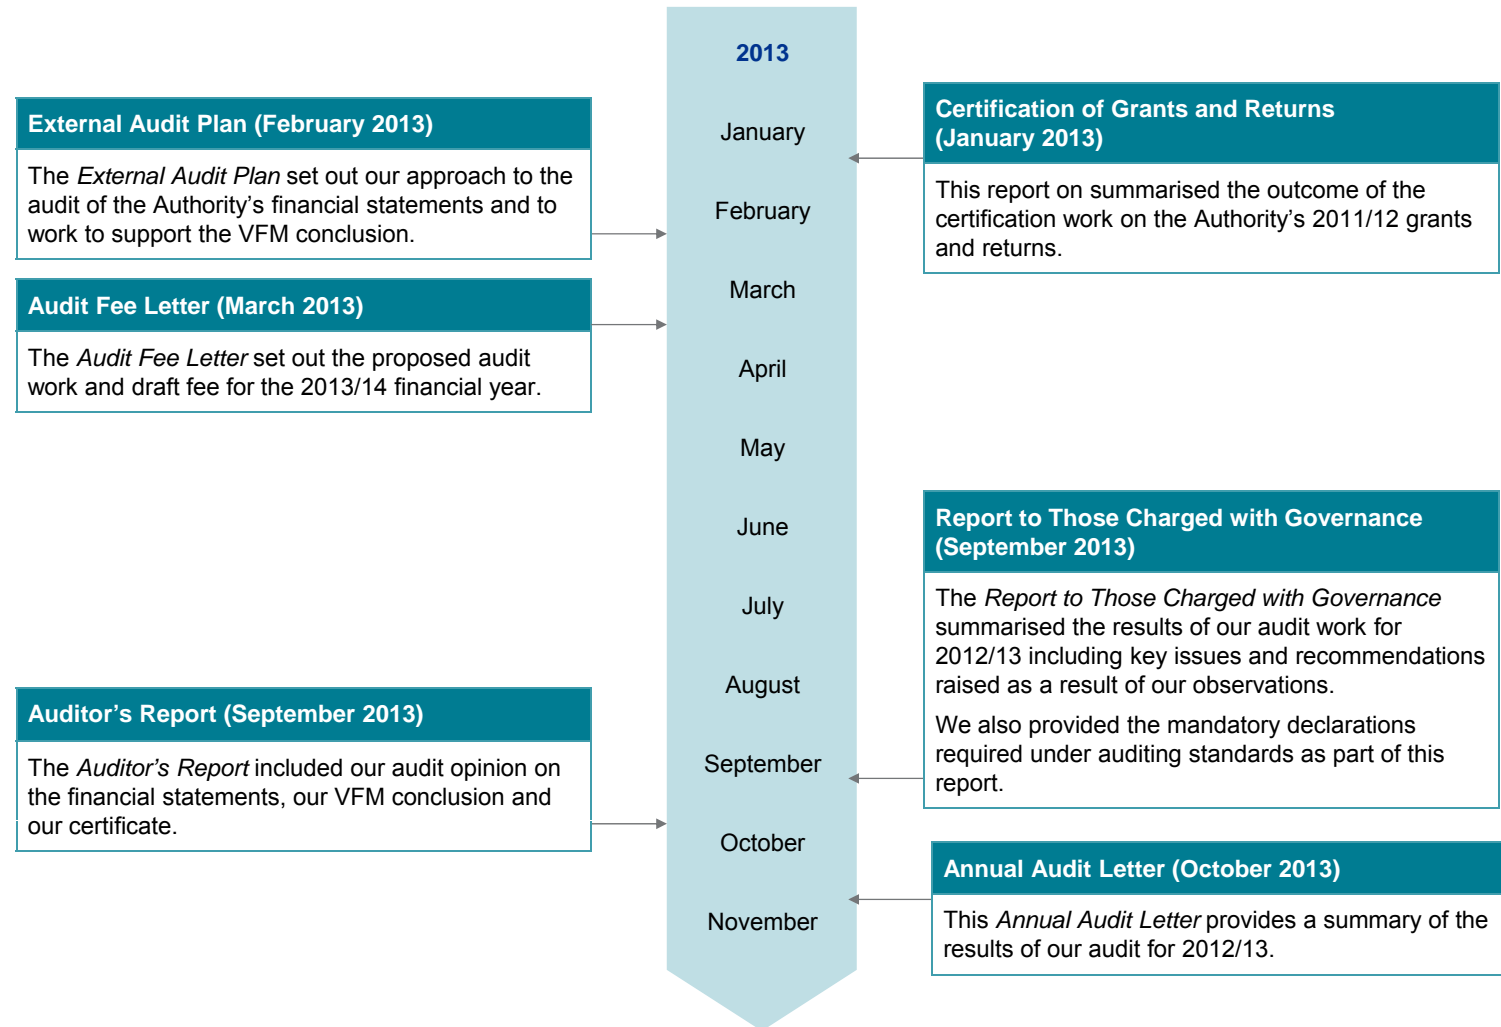 2013
January
February
March
April
May
June
July
August
September
October
November
External Audit Plan (February 2013)
The External Audit Plan set out our approach to the
audit of the Authority’s financial statements and to
work to support the VFM conclusion.
Audit Fee Letter (March 2013)
The Audit Fee Letter set out the proposed audit
work and draft fee for the 2013/14 financial year.
Auditor’s Report (September 2013)
The Auditor’s Report included our audit opinion on
the financial statements, our VFM conclusion and
our certificate.
Certification of Grants and Returns
(January 2013)
This report on summarised the outcome of the
certification work on the Authority’s 2011/12 grants
and returns.
Report to Those Charged with Governance
(September 2013)
The Report to Those Charged with Governance
summarised the results of our audit work for
2012/13 including key issues and recommendations
raised as a result of our observations.
We also provided the mandatory declarations
required under auditing standards as part of this
report.
Annual Audit Letter (October 2013)
This Annual Audit Letter provides a summary of the
results of our audit for 2012/13.